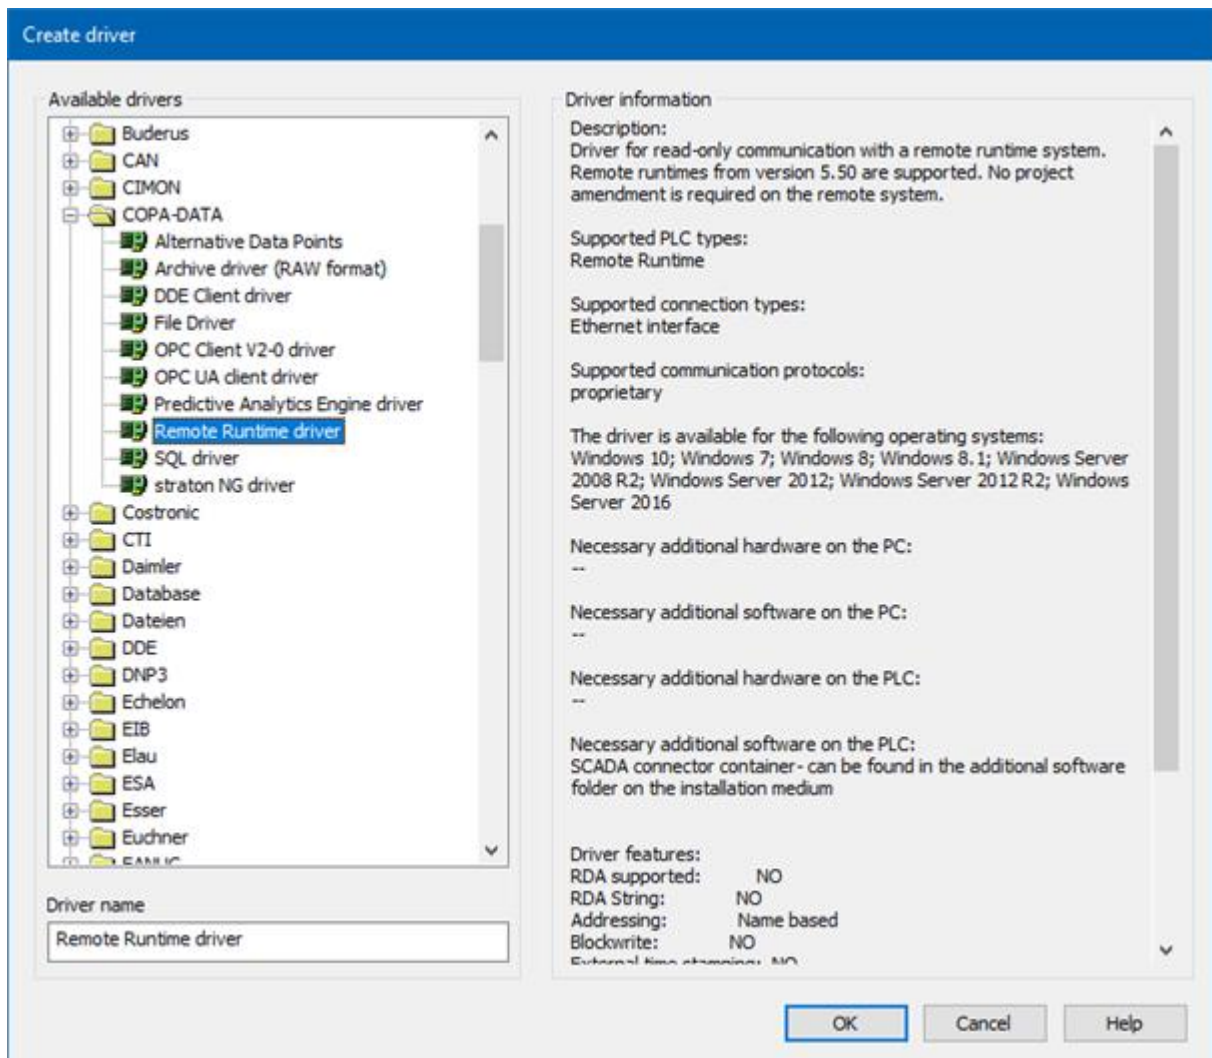 Create driver
Available drivers
Buderus
CAN
CIMON
COPA-DATA
Alternative Data Points
Archive driver (RAW format)
DDE Client driver
File Driver
OPC Client V2-0 driver
OPC UA client driver
Predictive Analytics Engine driver
Remote Runtime driver
SQL driver
straton NG driver
Costronic
CTI
Daimler
Database
Dateien
DDE
DNP3
Echelon
EIB
Elau
ESA
Esser
Euchner
FANUC
Driver name
Remote Runtime driver
Driver information
Description:
Driver for read-only communication with a remote runtime system.
Remote runtimes from version 5.50 are supported. No project
amendment is required on the remote system.
Supported PLC types:
Remote Runtime
Supported connection types:
Ethernet interface
Supported communication protocols:
proprietary
The driver is available for the following operating systems:
Windows 10; Windows 7; Windows 8; Windows 8.1; Windows Server
2008 R2; Windows Server 2012; Windows Server 2012 R2; Windows
Server 2016
Necessary additional hardware on the PC:
--
Necessary additional software on the PC:
--
Necessary additional hardware on the PLC:
--
Necessary additional software on the PLC:
SCADA connector container- can be found in the additional software
folder on the installation medium
Driver features:
RDA supported: NO
RDA String: NO
Addressing: Name based
Blockwrite: NO
External time stamping: NO
OK
Cancel
Help